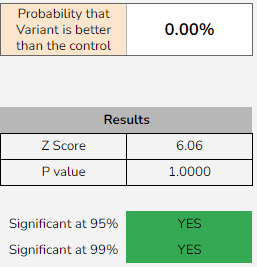 Probability that
Variant is better
than the control
0.00%
Results
Z Score 6.06
P value 1.0000
Significant at 95% YES
Significant at 99% YES